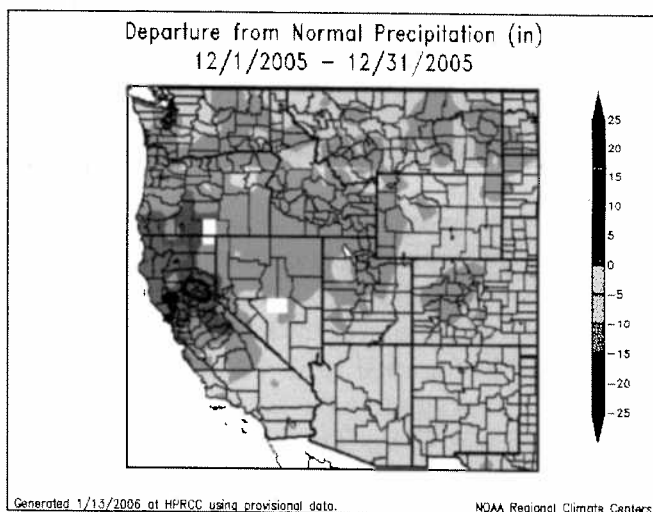 Departure from Normal Precipitation (in)
12/1/2005 – 12/31/2005
25
20
15
10
5
0
-5
-10
-15
-20
-25
Generated 1/13/2006 at HPRCC using provisional data.
NOAA Regional Climate Centers